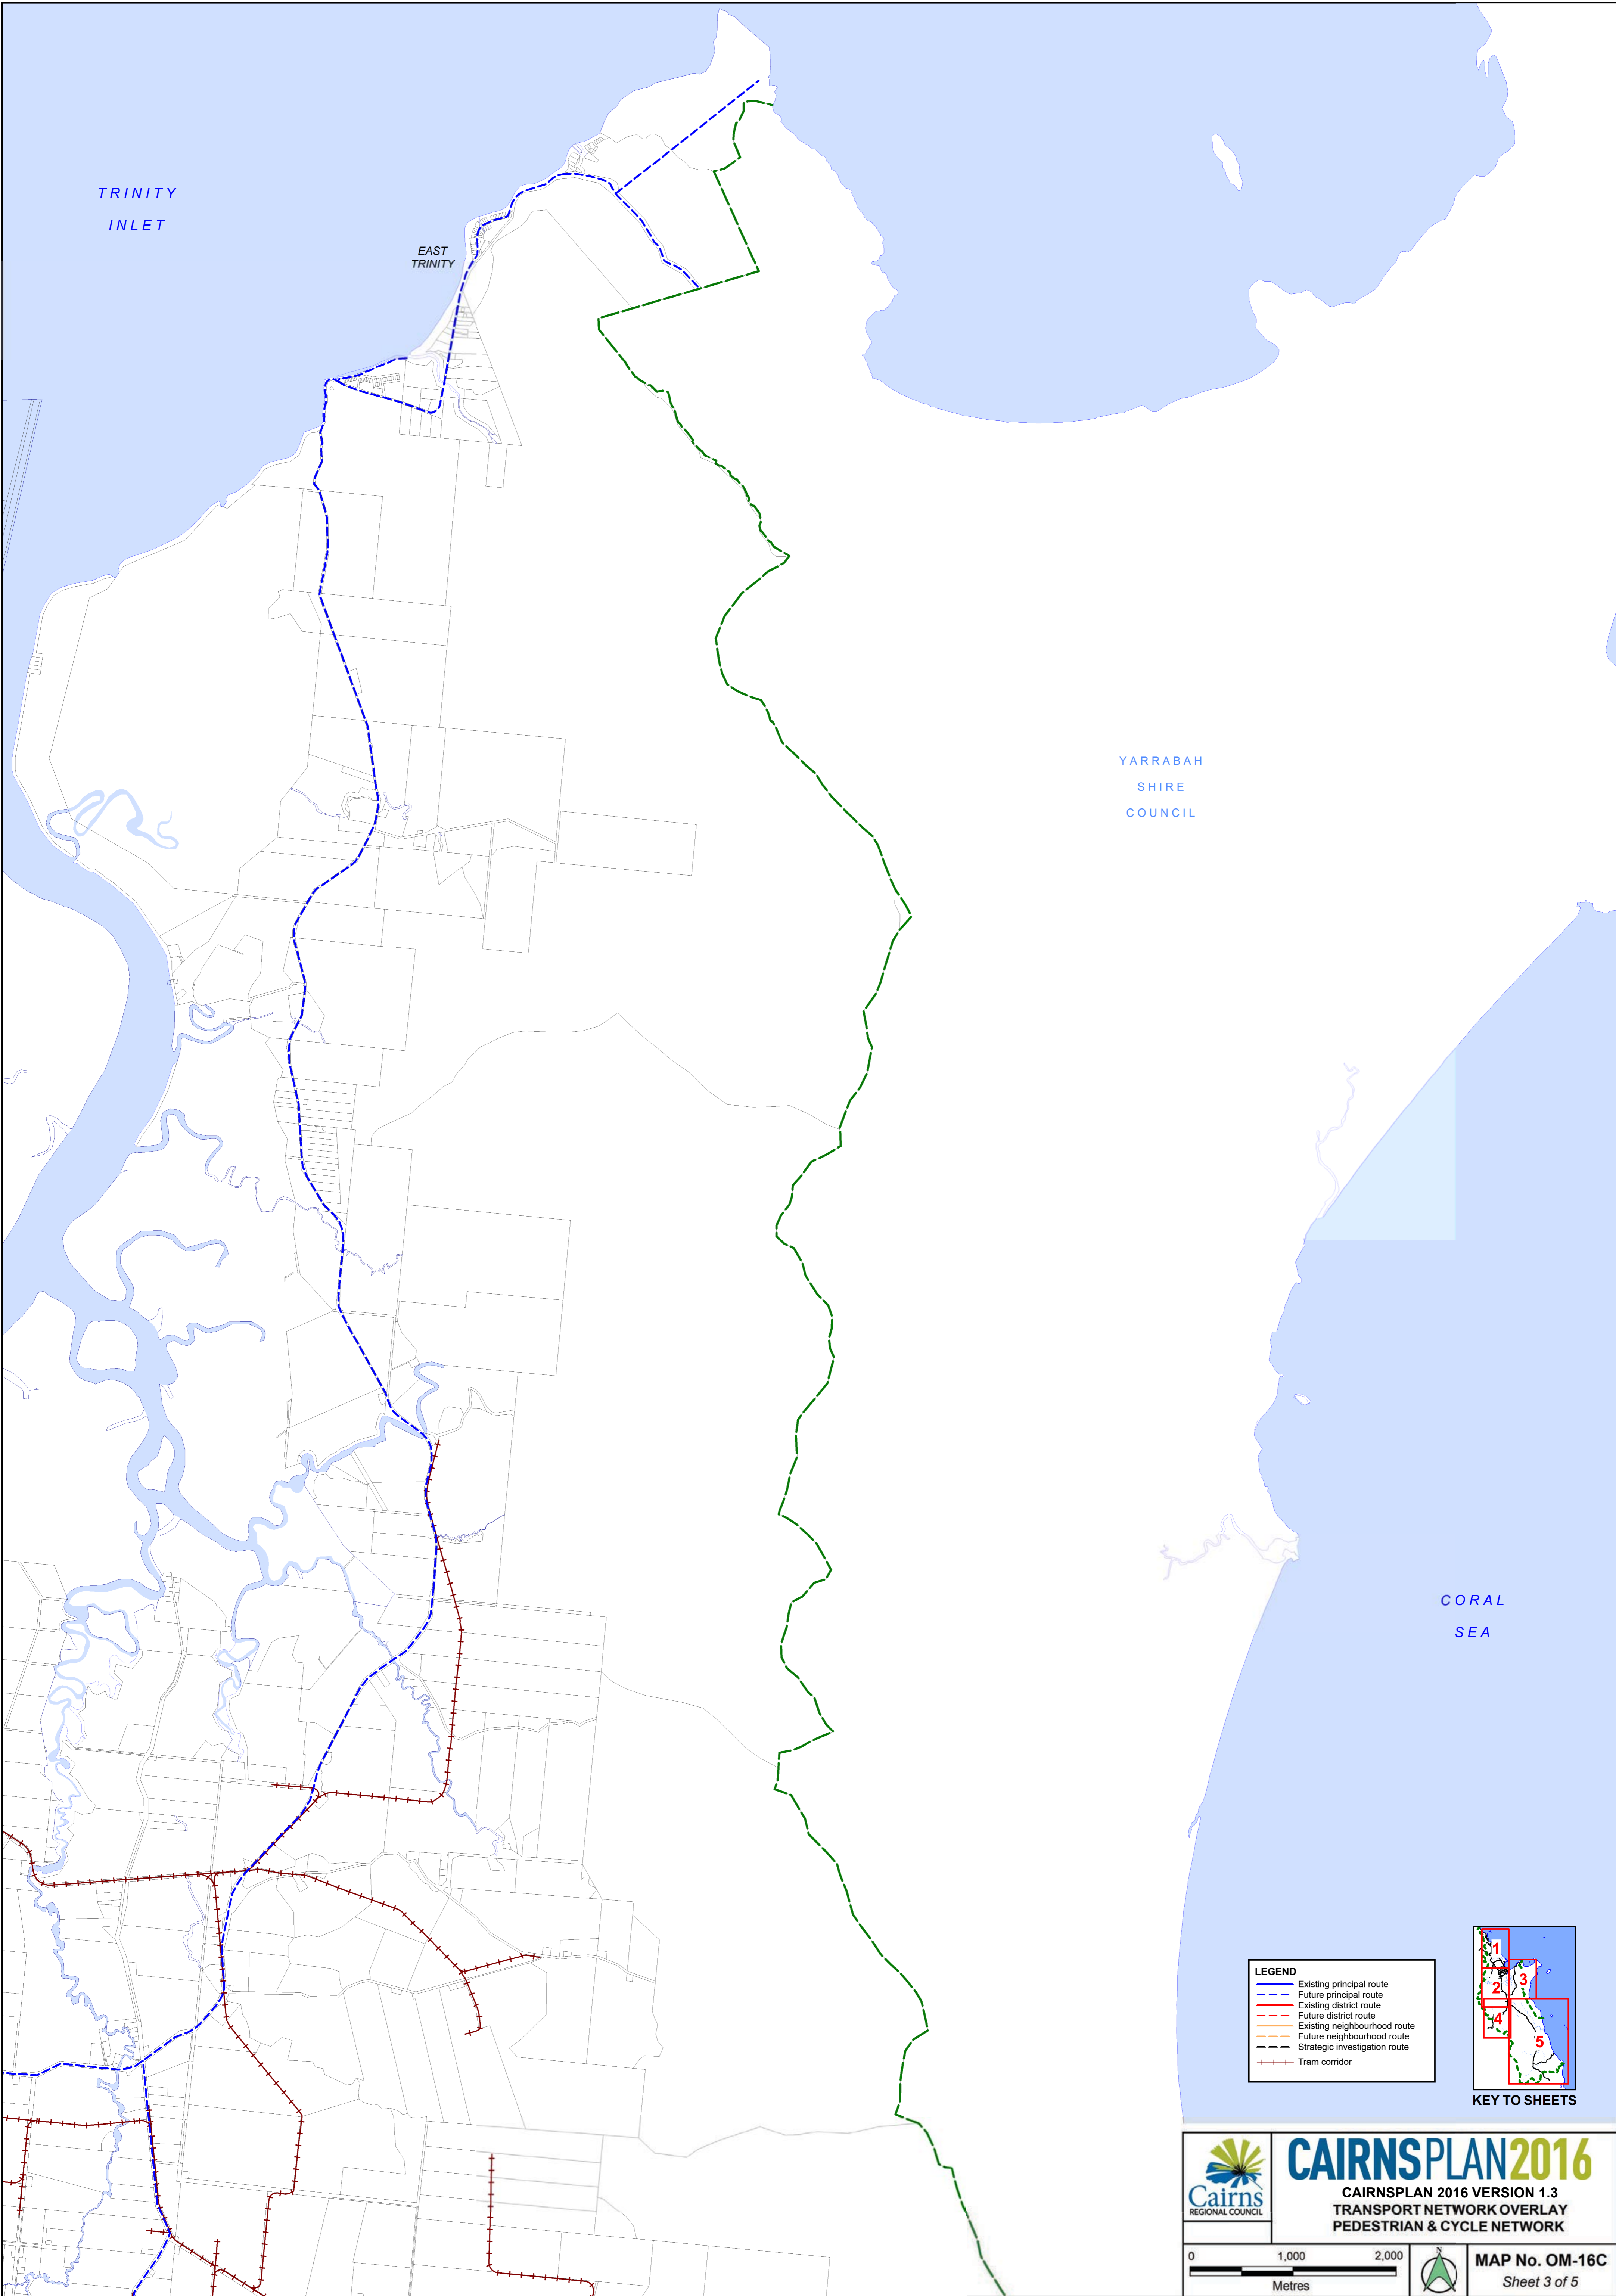 TRINITY
INLET
EAST
TRINITY
YARRABAH
SHIRE
COUNCIL
CORAL
SEA
LEGEND
Existing principal route
Future principal route
Existing district route
Future district route
Existing neighbourhood route
Future neighbourhood route
Strategic investigation route
Tram corridor
1
2
3
4
5
KEY TO SHEETS
Cairns
REGIONAL COUNCIL
CAIRNSPLAN2016
CAIRNSPLAN 2016 VERSION 1.3
TRANSPORT NETWORK OVERLAY
PEDESTRIAN & CYCLE NETWORK
0 1,000 2,000
Metres
N
MAP No. OM-16C
Sheet 3 of 5